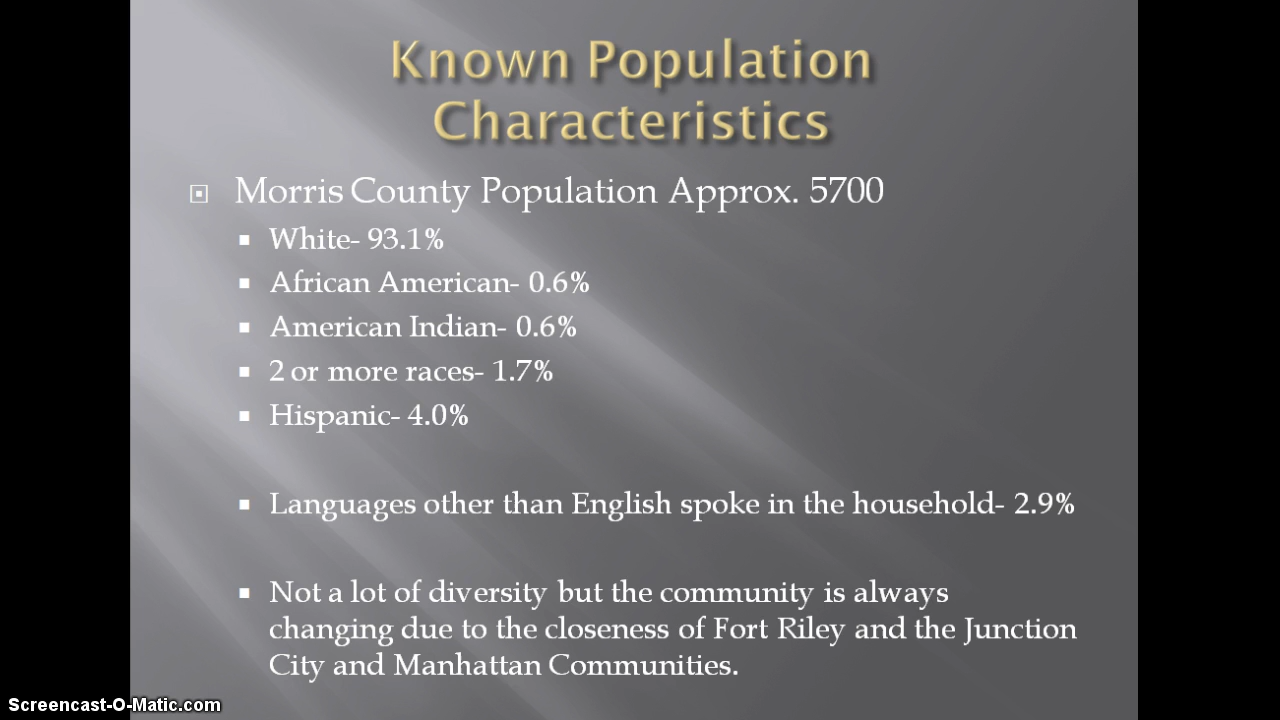 Known Population
Characteristics
Morris County Population Approx. 5700
White- 93.1%
African American- 0.6%
American Indian- 0.6%
2 or more races- 1.7%
Hispanic- 4.0%
Languages other than English spoke in the household- 2.9%
Not a lot of diversity but the community is always
changing due to the closeness of Fort Riley and the Junction
City and Manhattan Communities.
Screencast-O-Matic.com